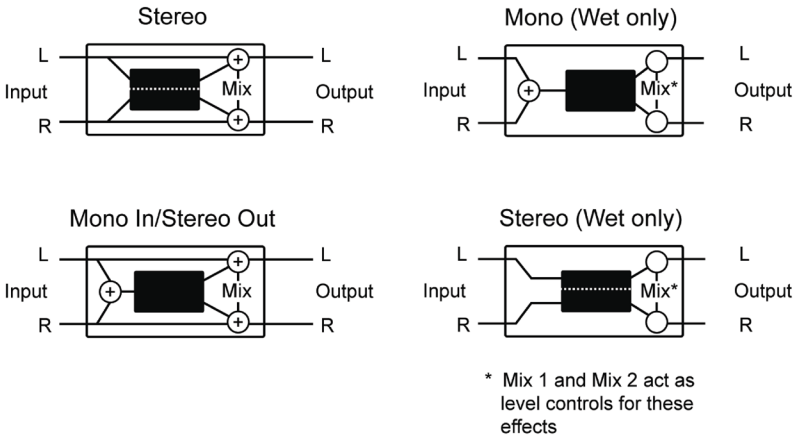 Stereo
L
Input
R
Mix
L
Output
R
Mono (Wet only)
L
Input
R
Mix*
L
Output
R
Mono In/Stereo Out
L
Input
R
Mix
L
Output
R
Stereo (Wet only)
L
Input
R
Mix*
L
Output
R
* Mix 1 and Mix 2 act as
level controls for these
effects